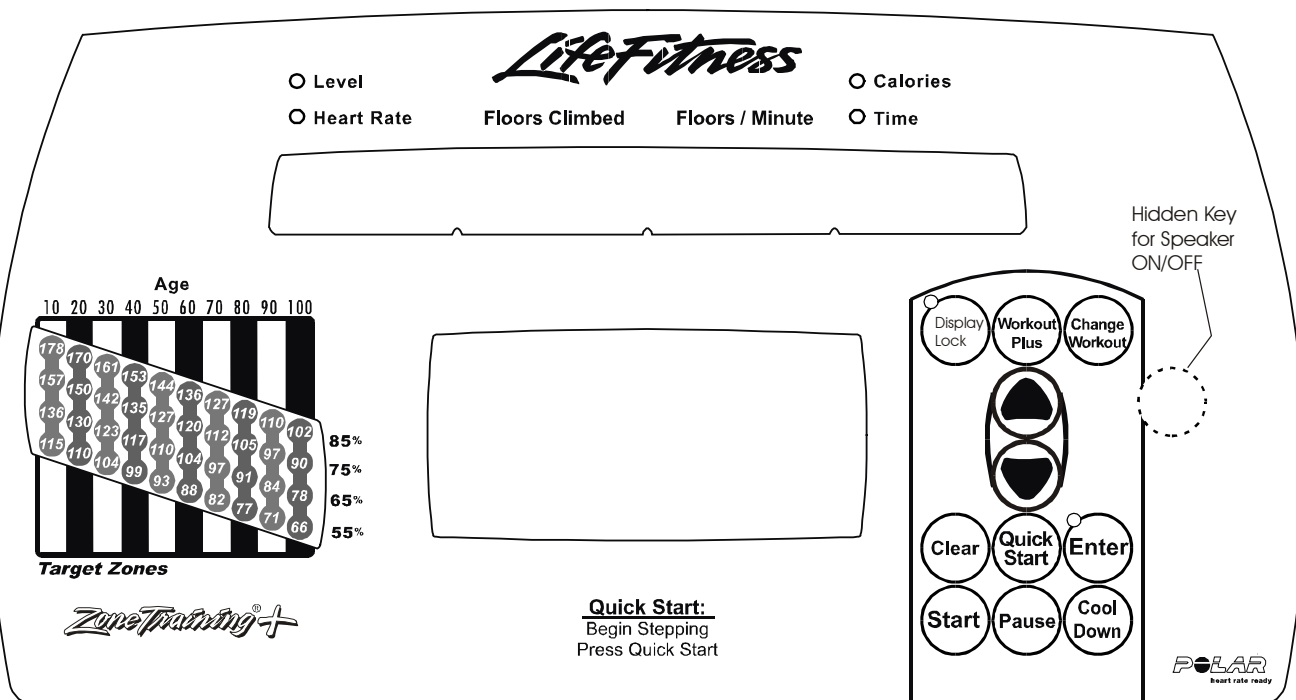 LifeFitness
Level
Calories
Heart Rate
Floors Climbed
Floors / Minute
Time
Hidden Key
for Speaker
ON/OFF
Age
10 20 30 40 50 60 70 80 90 100
178 170 161 153 144 136 127 119 110 102
85%
157 150 142 135 127 120 112 105 97 90
75%
136 130 123 117 110 104 97 91 84 78
65%
115 110 104 99 93 88 82 77 71 66
55%
Target Zones
ZoneTraining®+
Display
Lock
Workout
Plus
Change
Workout
Clear
Quick
Start
Enter
Start
Pause
Cool
Down
Quick Start:
Begin Stepping
Press Quick Start
POLAR
heart rate ready